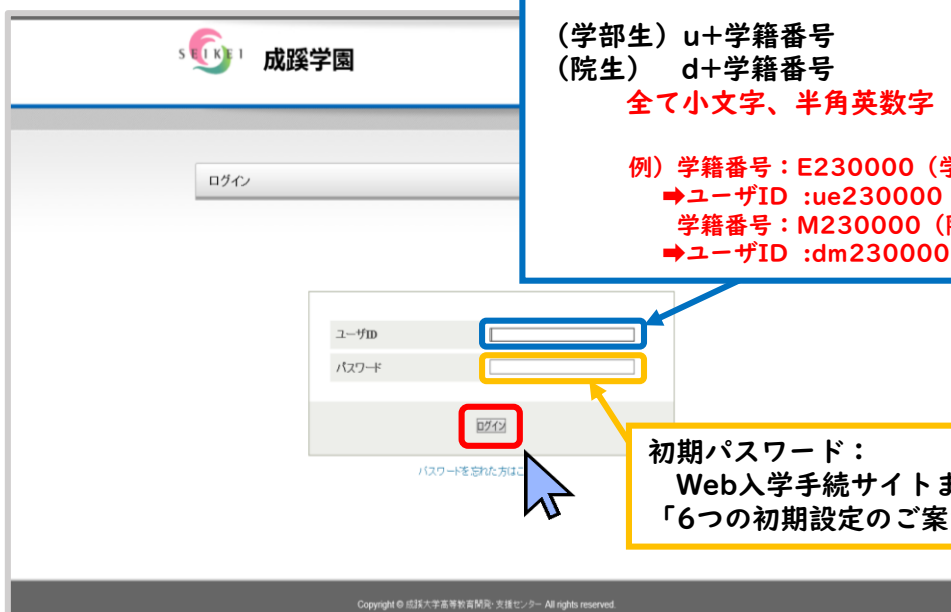 SEIKEI 成蹊学園
（学部生）u+学籍番号
（院生）　d+学籍番号
全て小文字、半角英数字
例）学籍番号：E230000（学
➡ユーザID :ue230000
学籍番号：M230000（
➡ユーザID :dm230000
ログイン
ユーザID
パスワード
ログイン
パスワードを忘れた方はこ
初期パスワード：
Web入学手続サイトま
「6つの初期設定のご案
Copyright © 成蹊大学高等教育開発・支援センター All rights reserved.